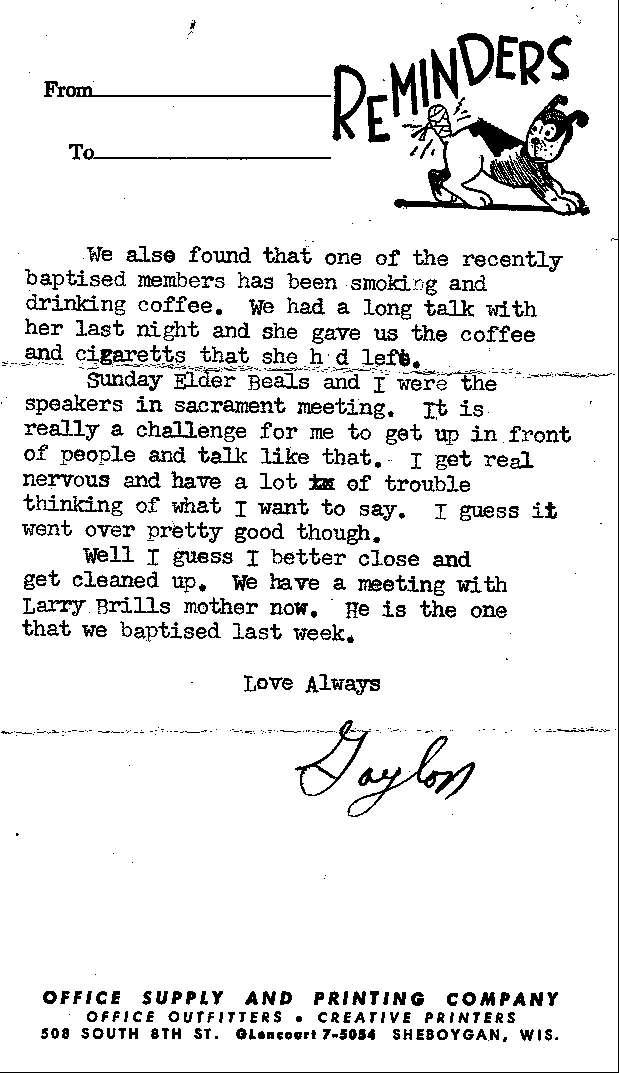 REMINDERS
From
To
We also found that one of the recently
baptised members has been smoking and
drinking coffee. We had a long talk with
her last night and she gave us the coffee
and cigaretts that she h d left.
Sunday Elder Beals and I were the
speakers in sacrament meeting. It is
really a challenge for me to get up in front
of people and talk like that. I get real
nervous and have a lot of trouble
thinking of what I want to say. I guess it
went over pretty good though.
Well I guess I better close and
get cleaned up. We have a meeting with
Larry Brills mother now. He is the one
that we baptised last week.
Love Always
Gaylon
OFFICE SUPPLY AND PRINTING COMPANY
OFFICE OUTFITTERS • CREATIVE PRINTERS
508 SOUTH 8TH ST. GLencourt 7-5054 SHEBOYGAN, WIS.